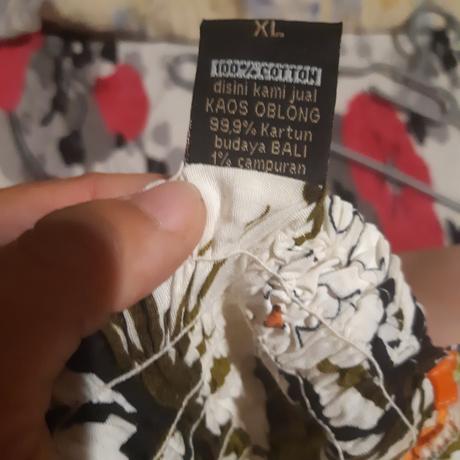 XL
100% COTTON
disini kami jual
KAOS OBLONG
99,9% Kartun
budaya BALI
1% campuran